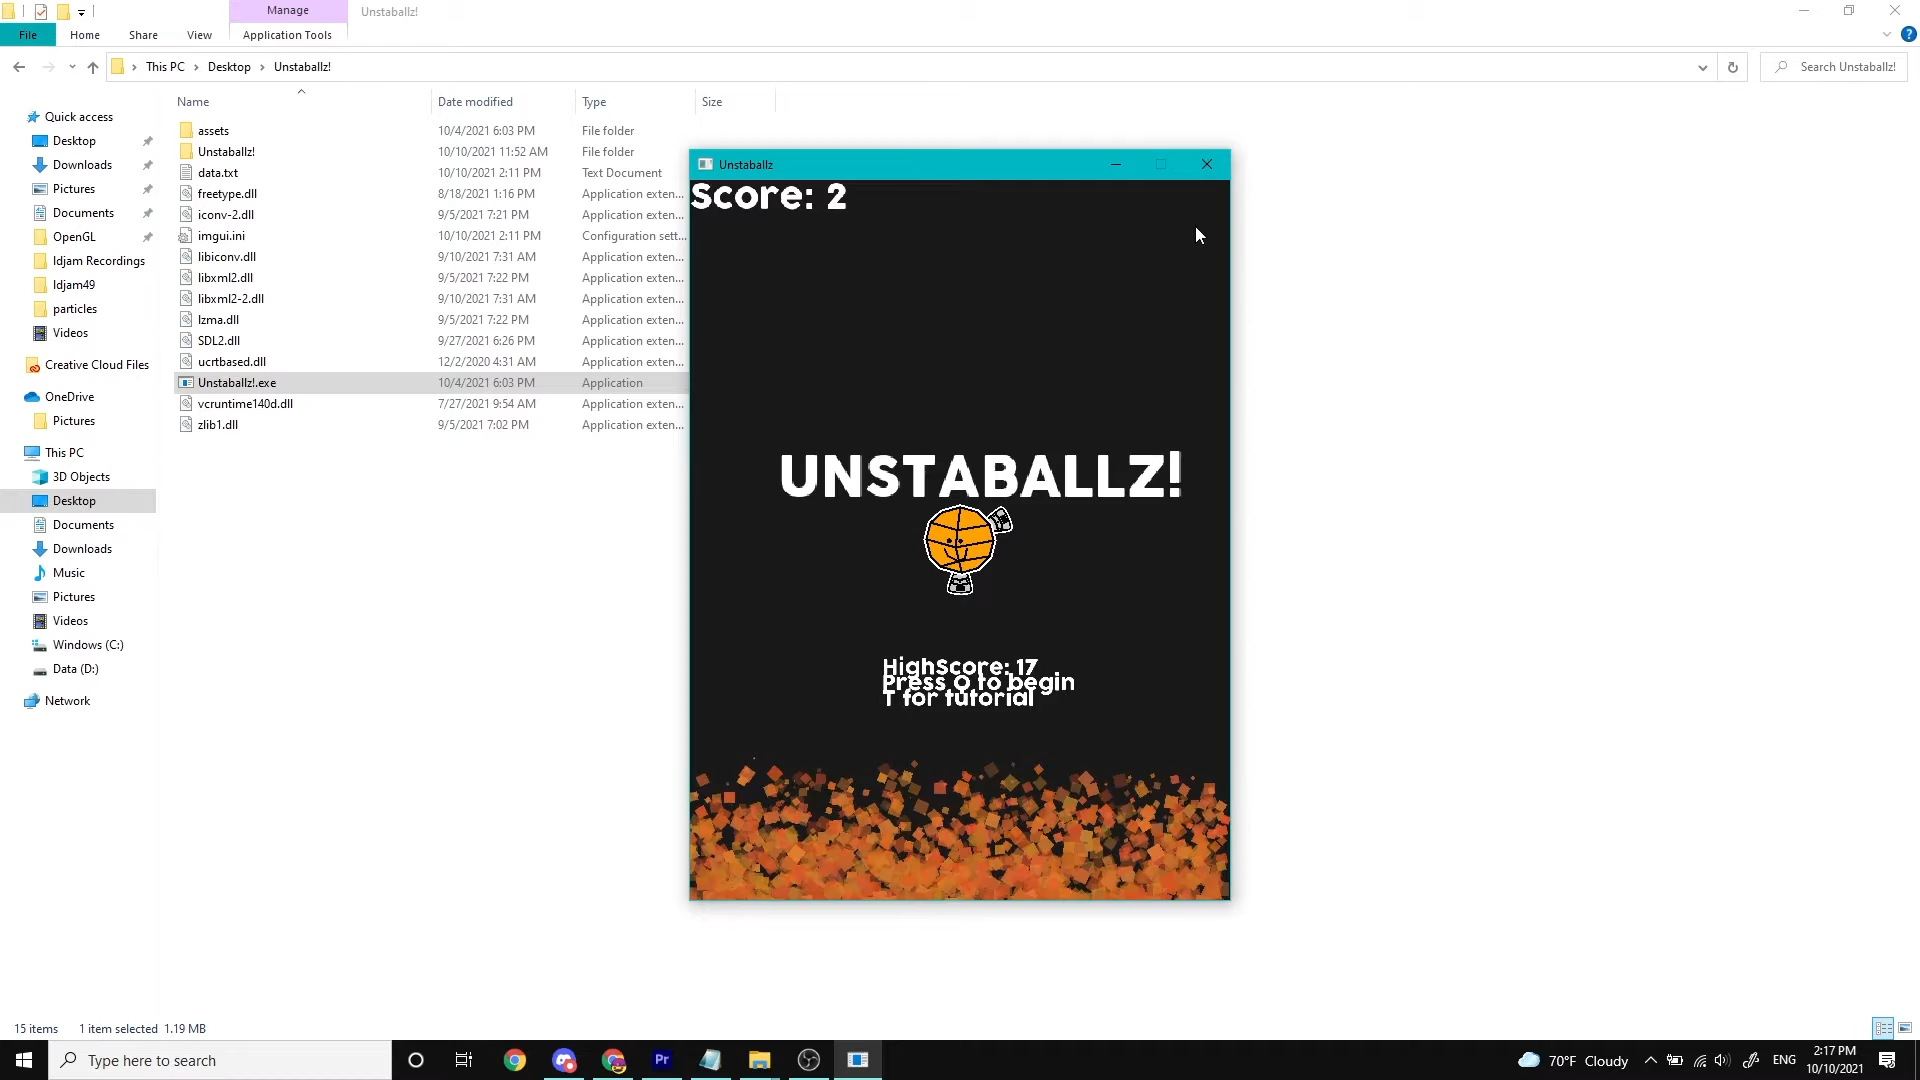 Manage
Unstaballz!
File
Home
Share
View
Application Tools
This PC
Desktop
Unstaballz!
Search Unstaballz!
Name
Date modified
Type
Size
Quick access
Desktop
Downloads
Pictures
Documents
OpenGL
ldjam Recordings
ldjam49
particles
Videos
Creative Cloud Files
OneDrive
Pictures
This PC
3D Objects
Desktop
Documents
Downloads
Music
Pictures
Videos
Windows (C:)
Data (D:)
Network
assets 10/4/2021 6:03 PM File folder
Unstaballz! 10/10/2021 11:52 AM File folder
data.txt 10/10/2021 2:11 PM Text Document
freetype.dll 8/18/2021 1:16 PM Application exten...
iconv-2.dll 9/5/2021 7:21 PM Application exten...
imgui.ini 10/10/2021 2:11 PM Configuration sett...
libiconv.dll 9/10/2021 7:31 AM Application exten...
libxml2.dll 9/5/2021 7:22 PM Application exten...
libxml2-2.dll 9/10/2021 7:31 AM Application exten...
lzma.dll 9/5/2021 7:22 PM Application exten...
SDL2.dll 9/27/2021 6:26 PM Application exten...
ucrtbased.dll 12/2/2020 4:31 AM Application exten...
Unstaballz!.exe 10/4/2021 6:03 PM Application
vcruntime140d.dll 7/27/2021 9:54 AM Application exten...
zlib1.dll 9/5/2021 7:02 PM Application exten...
Unstaballz
Score: 2
UNSTABALLZ!
HighScore: 17
Press Q to begin
T for tutorial
15 items
1 item selected 1.19 MB
Type here to search
Pr
70°F Cloudy
ENG
2:17 PM
10/10/2021